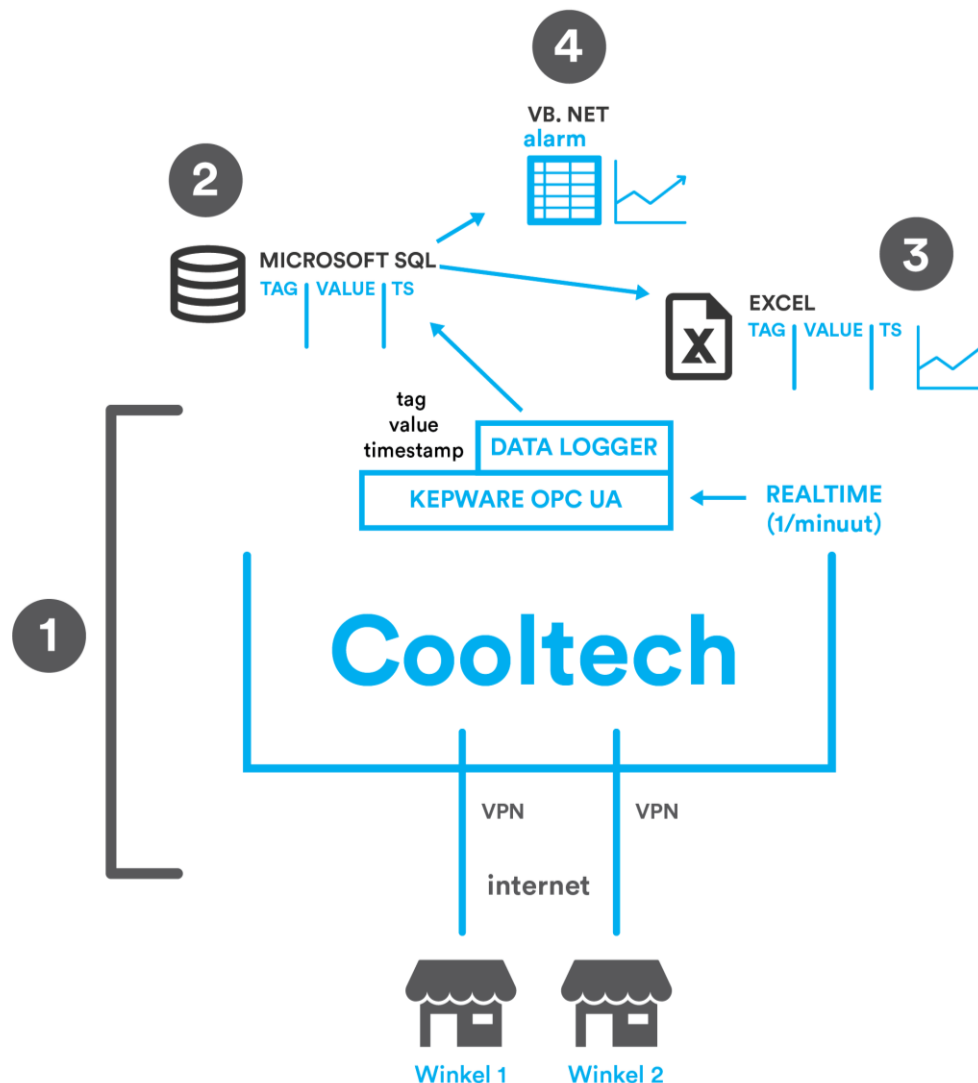 4
VB. NET
alarm
2
MICROSOFT SQL
TAG VALUE TS
3
EXCEL
TAG VALUE TS
X
tag
value
timestamp
DATA LOGGER
KEPWARE OPC UA
REALTIME
(1/minuut)
1
Cooltech
VPN VPN
internet
Winkel 1 Winkel 2